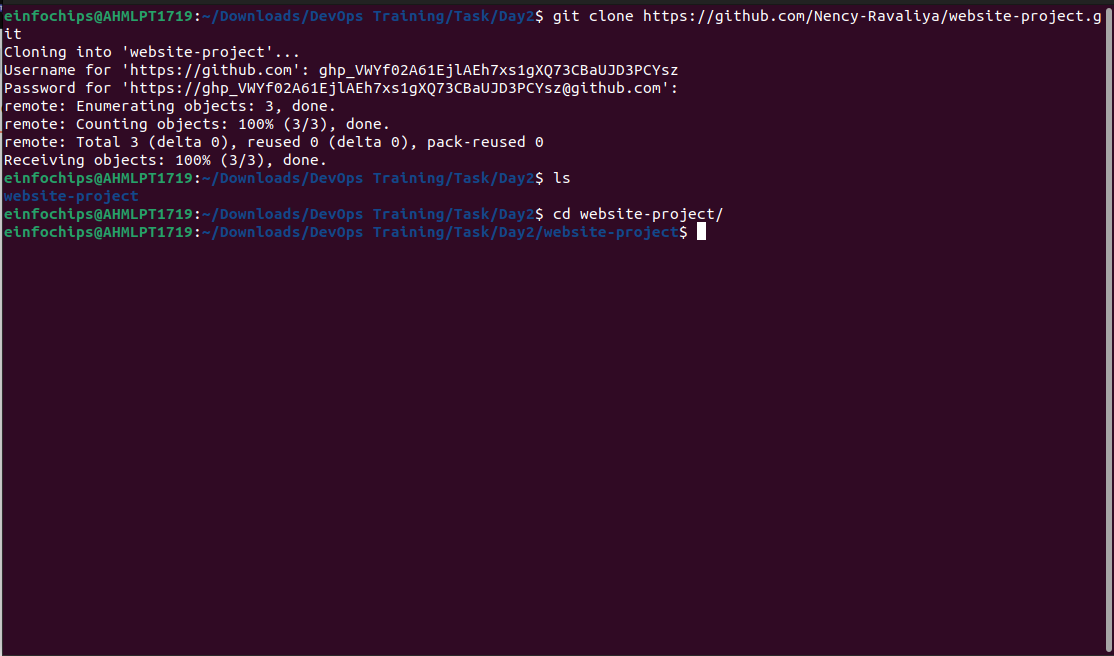 einfochips@AHMLPT1719:~/Downloads/DevOps Training/Task/Day2$ git clone https://github.com/Nency-Ravaliya/website-project.g
it
Cloning into 'website-project'...
Username for 'https://github.com': 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
Password for 'https://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@github.com':
remote: Enumerating objects: 3, done.
remote: Counting objects: 100% (3/3), done.
remote: Total 3 (delta 0), reused 0 (delta 0), pack-reused 0
Receiving objects: 100% (3/3), done.
einfochips@AHMLPT1719:~/Downloads/DevOps Training/Task/Day2$ ls
website-project
einfochips@AHMLPT1719:~/Downloads/DevOps Training/Task/Day2$ cd website-project/
einfochips@AHMLPT1719:~/Downloads/DevOps Training/Task/Day2/website-project$